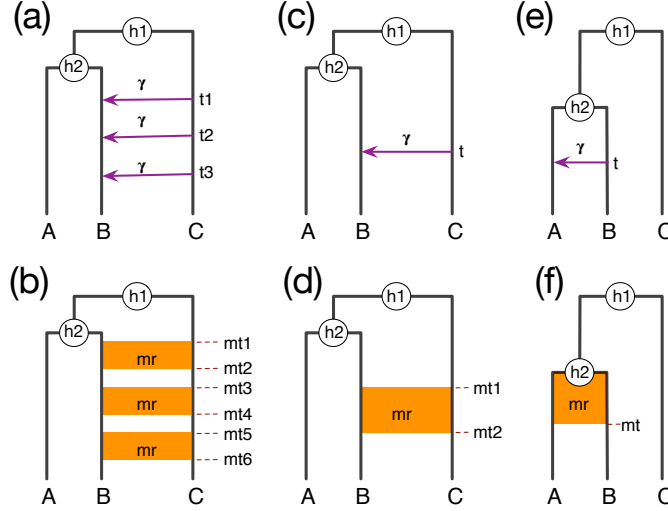 (a)
h1
h2
γ
t1
γ
t2
γ
t3
A
B
C
(c)
h1
h2
γ
t
A
B
C
(e)
h1
h2
γ
t
A
B
C
(b)
h1
h2
mt1
mr
mt2
mt3
mr
mt4
mt5
mr
mt6
A
B
C
(d)
h1
h2
mt1
mr
mt2
A
B
C
(f)
h1
h2
mr
mt
A
B
C